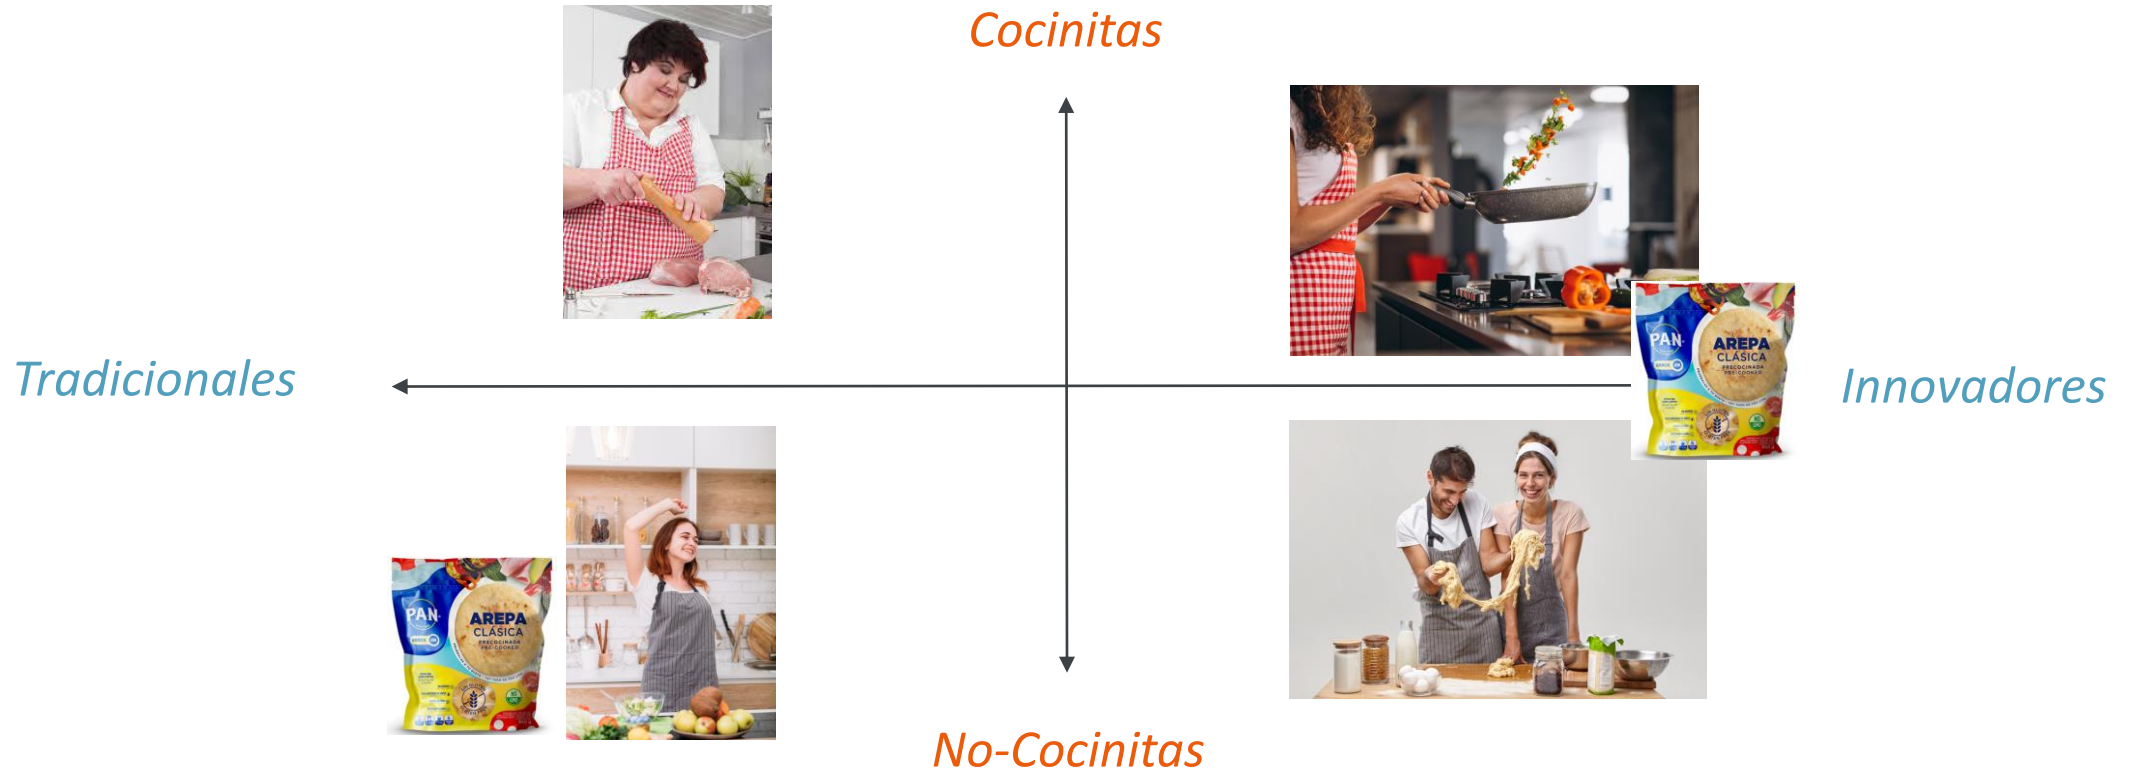 Cocinitas
Tradicionales
Innovadores
PAN
AREPA
CLÁSICA
PRECOCINADA
PRE-COOKED
PAN
AREPA
CLÁSICA
PRECOCINADA
PRE-COOKED
No-Cocinitas